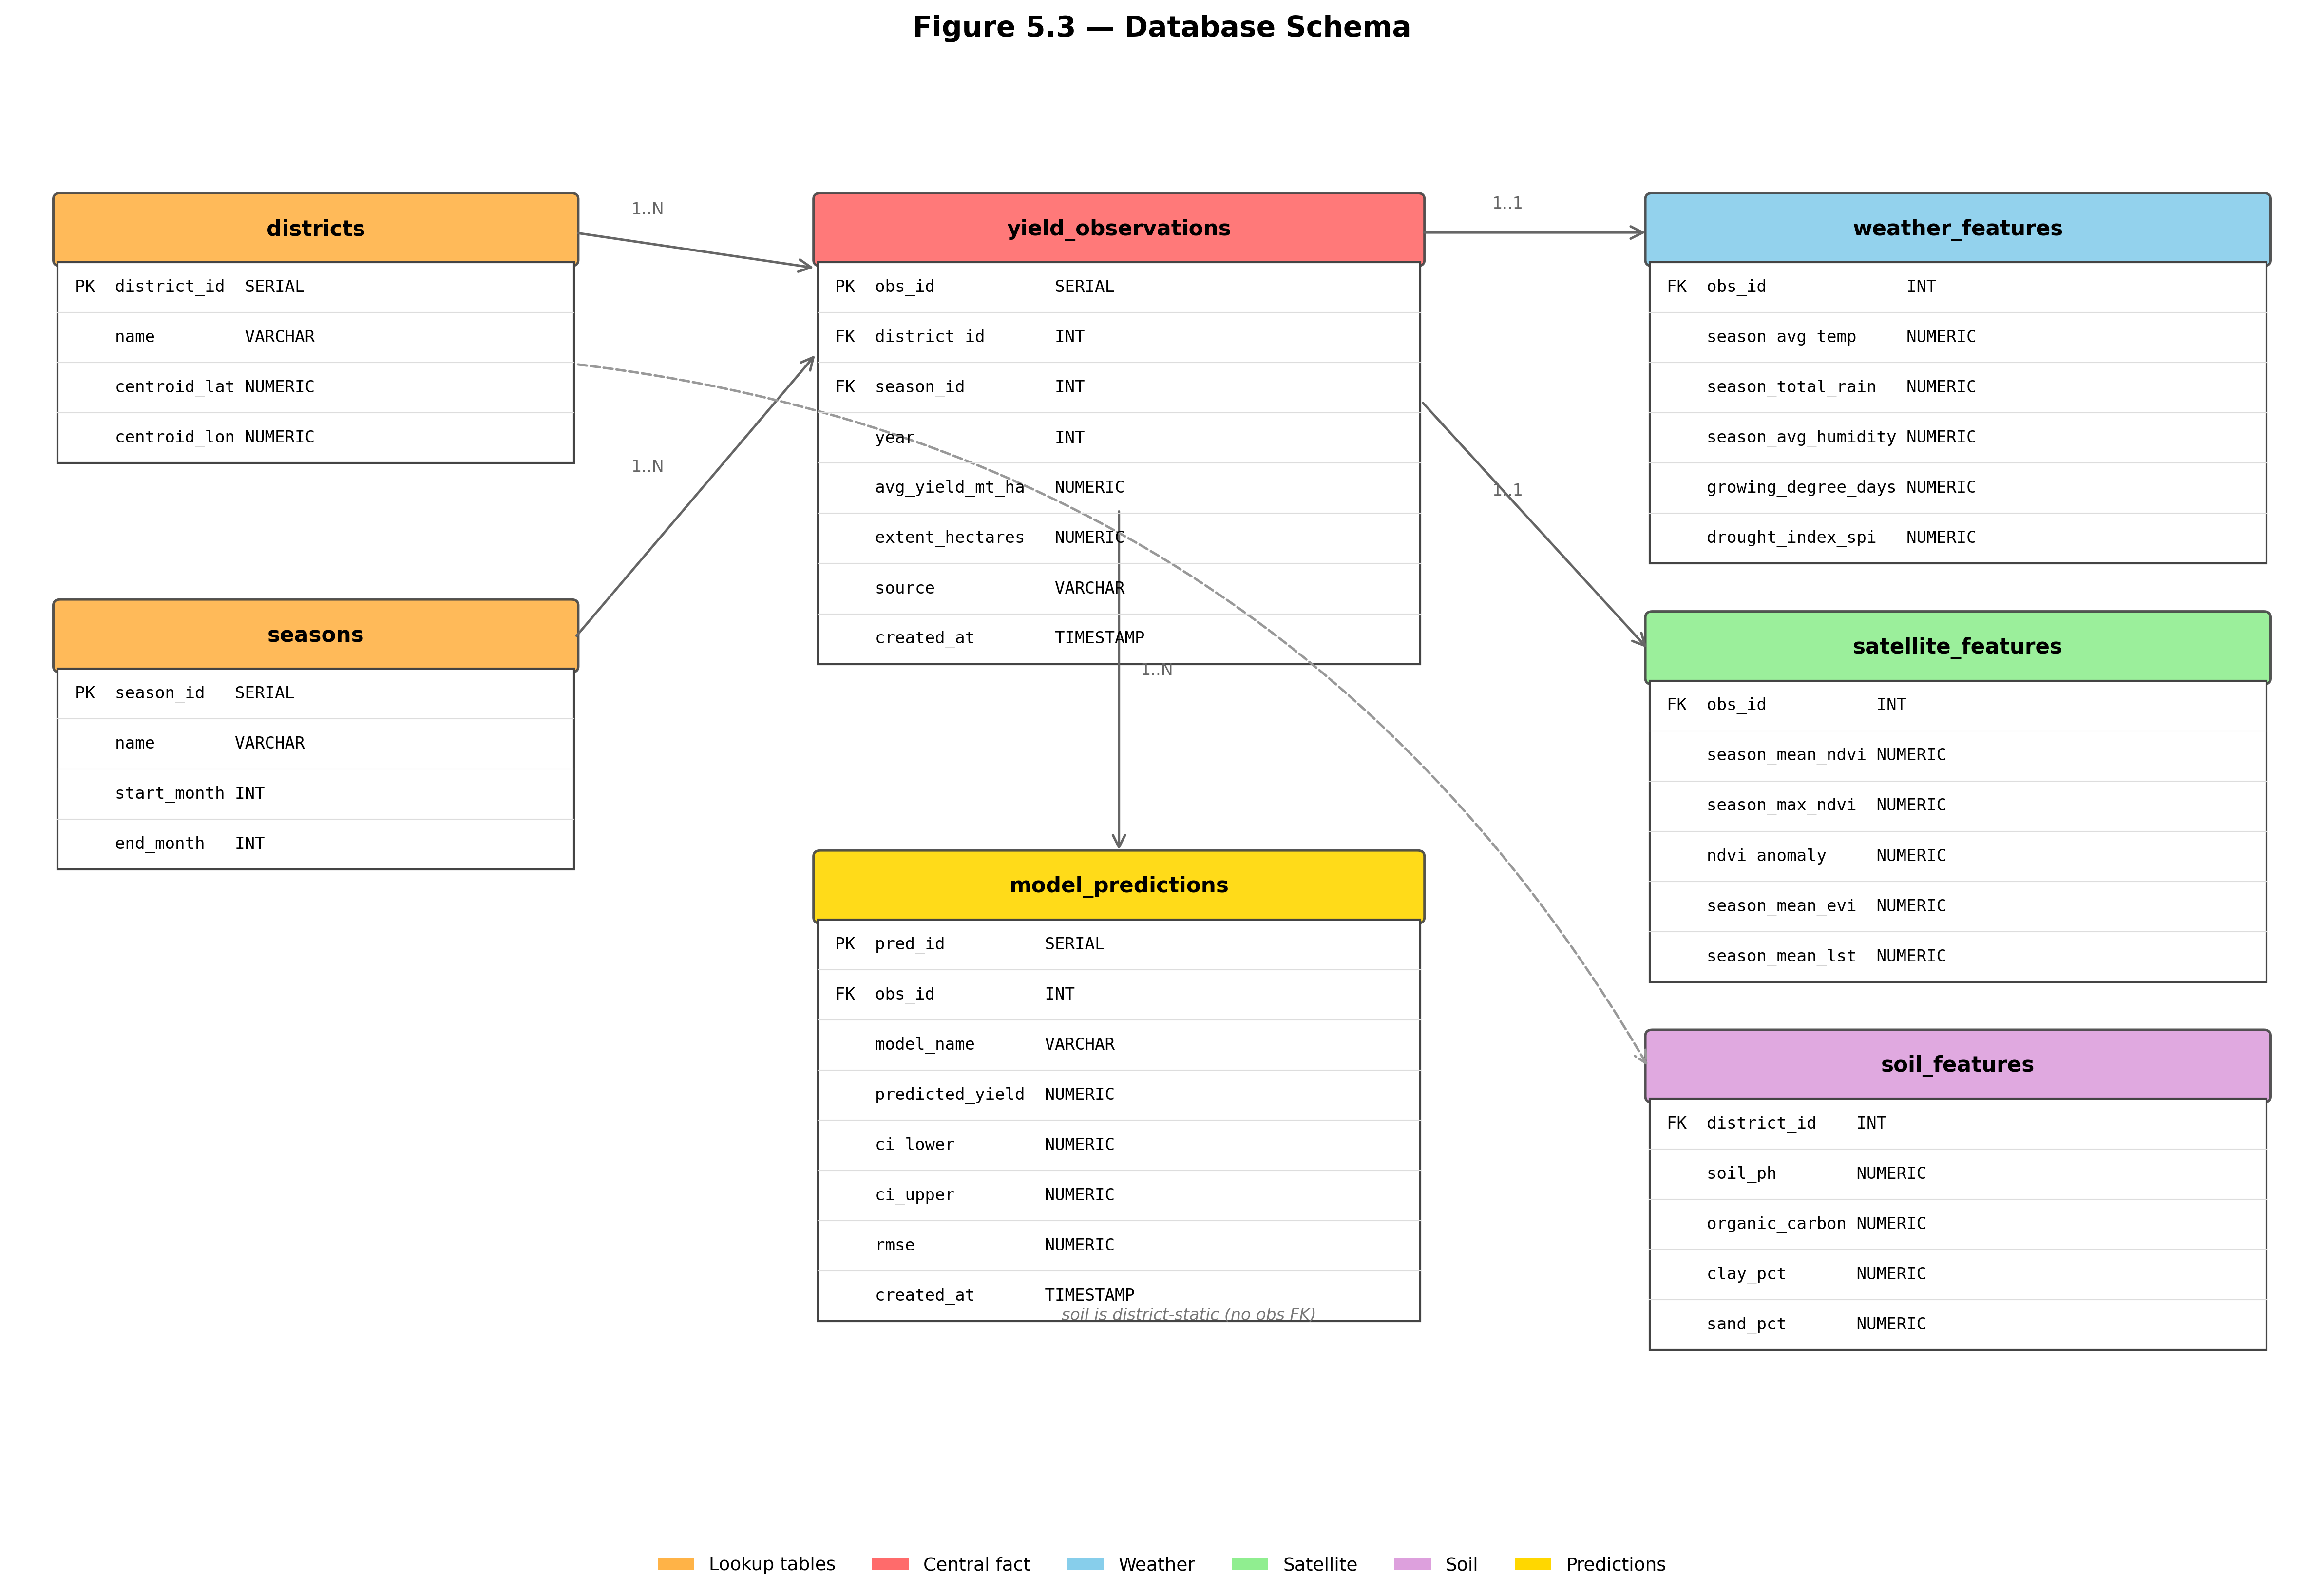 Figure 5.3 — Database Schema
districts
PK district_id SERIAL
name VARCHAR
centroid_lat NUMERIC
centroid_lon NUMERIC
1..N
seasons
PK season_id SERIAL
name VARCHAR
start_month INT
end_month INT
1..N
yield_observations
PK obs_id SERIAL
FK district_id INT
FK season_id INT
year INT
avg_yield_mt_ha NUMERIC
extent_hectares NUMERIC
source VARCHAR
created_at TIMESTAMP
1..N
model_predictions
PK pred_id SERIAL
FK obs_id INT
model_name VARCHAR
predicted_yield NUMERIC
ci_lower NUMERIC
ci_upper NUMERIC
rmse NUMERIC
created_at TIMESTAMP
soil is district-static (no obs FK)
1..1
weather_features
FK obs_id INT
season_avg_temp NUMERIC
season_total_rain NUMERIC
season_avg_humidity NUMERIC
growing_degree_days NUMERIC
drought_index_spi NUMERIC
1..1
satellite_features
FK obs_id INT
season_mean_ndvi NUMERIC
season_max_ndvi NUMERIC
ndvi_anomaly NUMERIC
season_mean_evi NUMERIC
season_mean_lst NUMERIC
soil_features
FK district_id INT
soil_ph NUMERIC
organic_carbon NUMERIC
clay_pct NUMERIC
sand_pct NUMERIC
Lookup tables Central fact Weather Satellite Soil Predictions